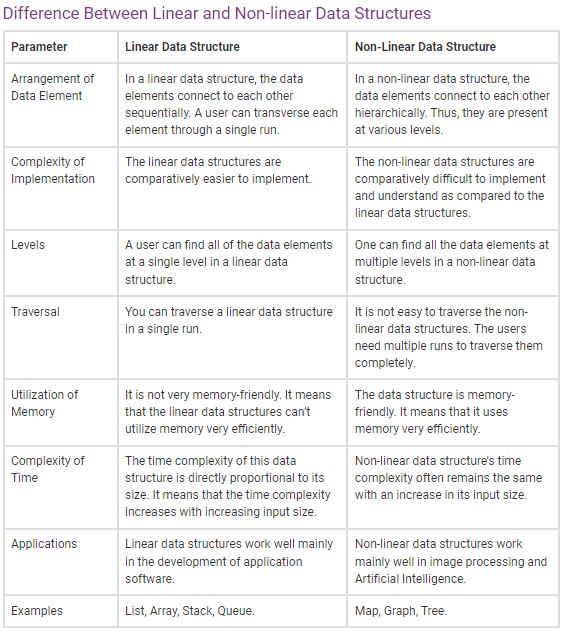 Difference Between Linear and Non-linear Data Structures
Parameter
Linear Data Structure
Non-Linear Data Structure
Arrangement of
Data Element
In a linear data structure, the data
elements connect to each other
sequentially. A user can transverse each
element through a single run.
In a non-linear data structure, the
data elements connect to each other
hierarchically. Thus, they are present
at various levels.
Complexity of
Implementation
The linear data structures are
comparatively easier to implement.
The non-linear data structures are
comparatively difficult to implement
and understand as compared to the
linear data structures.
Levels
A user can find all of the data elements
at a single level in a linear data
structure.
One can find all the data elements at
multiple levels in a non-linear data
structure.
Traversal
You can traverse a linear data structure
in a single run.
It is not easy to traverse the non-
linear data structures. The users
need multiple runs to traverse them
completely.
Utilization of
Memory
It is not very memory-friendly. It means
that the linear data structures can't
utilize memory very efficiently.
The data structure is memory-
friendly. It means that it uses
memory very efficiently.
Complexity of
Time
The time complexity of this data
structure is directly proportional to its
size. It means that the time complexity
increases with increasing input size.
Non-linear data structure's time
complexity often remains the same
with an increase in its input size.
Applications
Linear data structures work well mainly
in the development of application
software.
Non-linear data structures work
mainly well in image processing and
Artificial Intelligence.
Examples
List, Array, Stack, Queue.
Map, Graph, Tree.